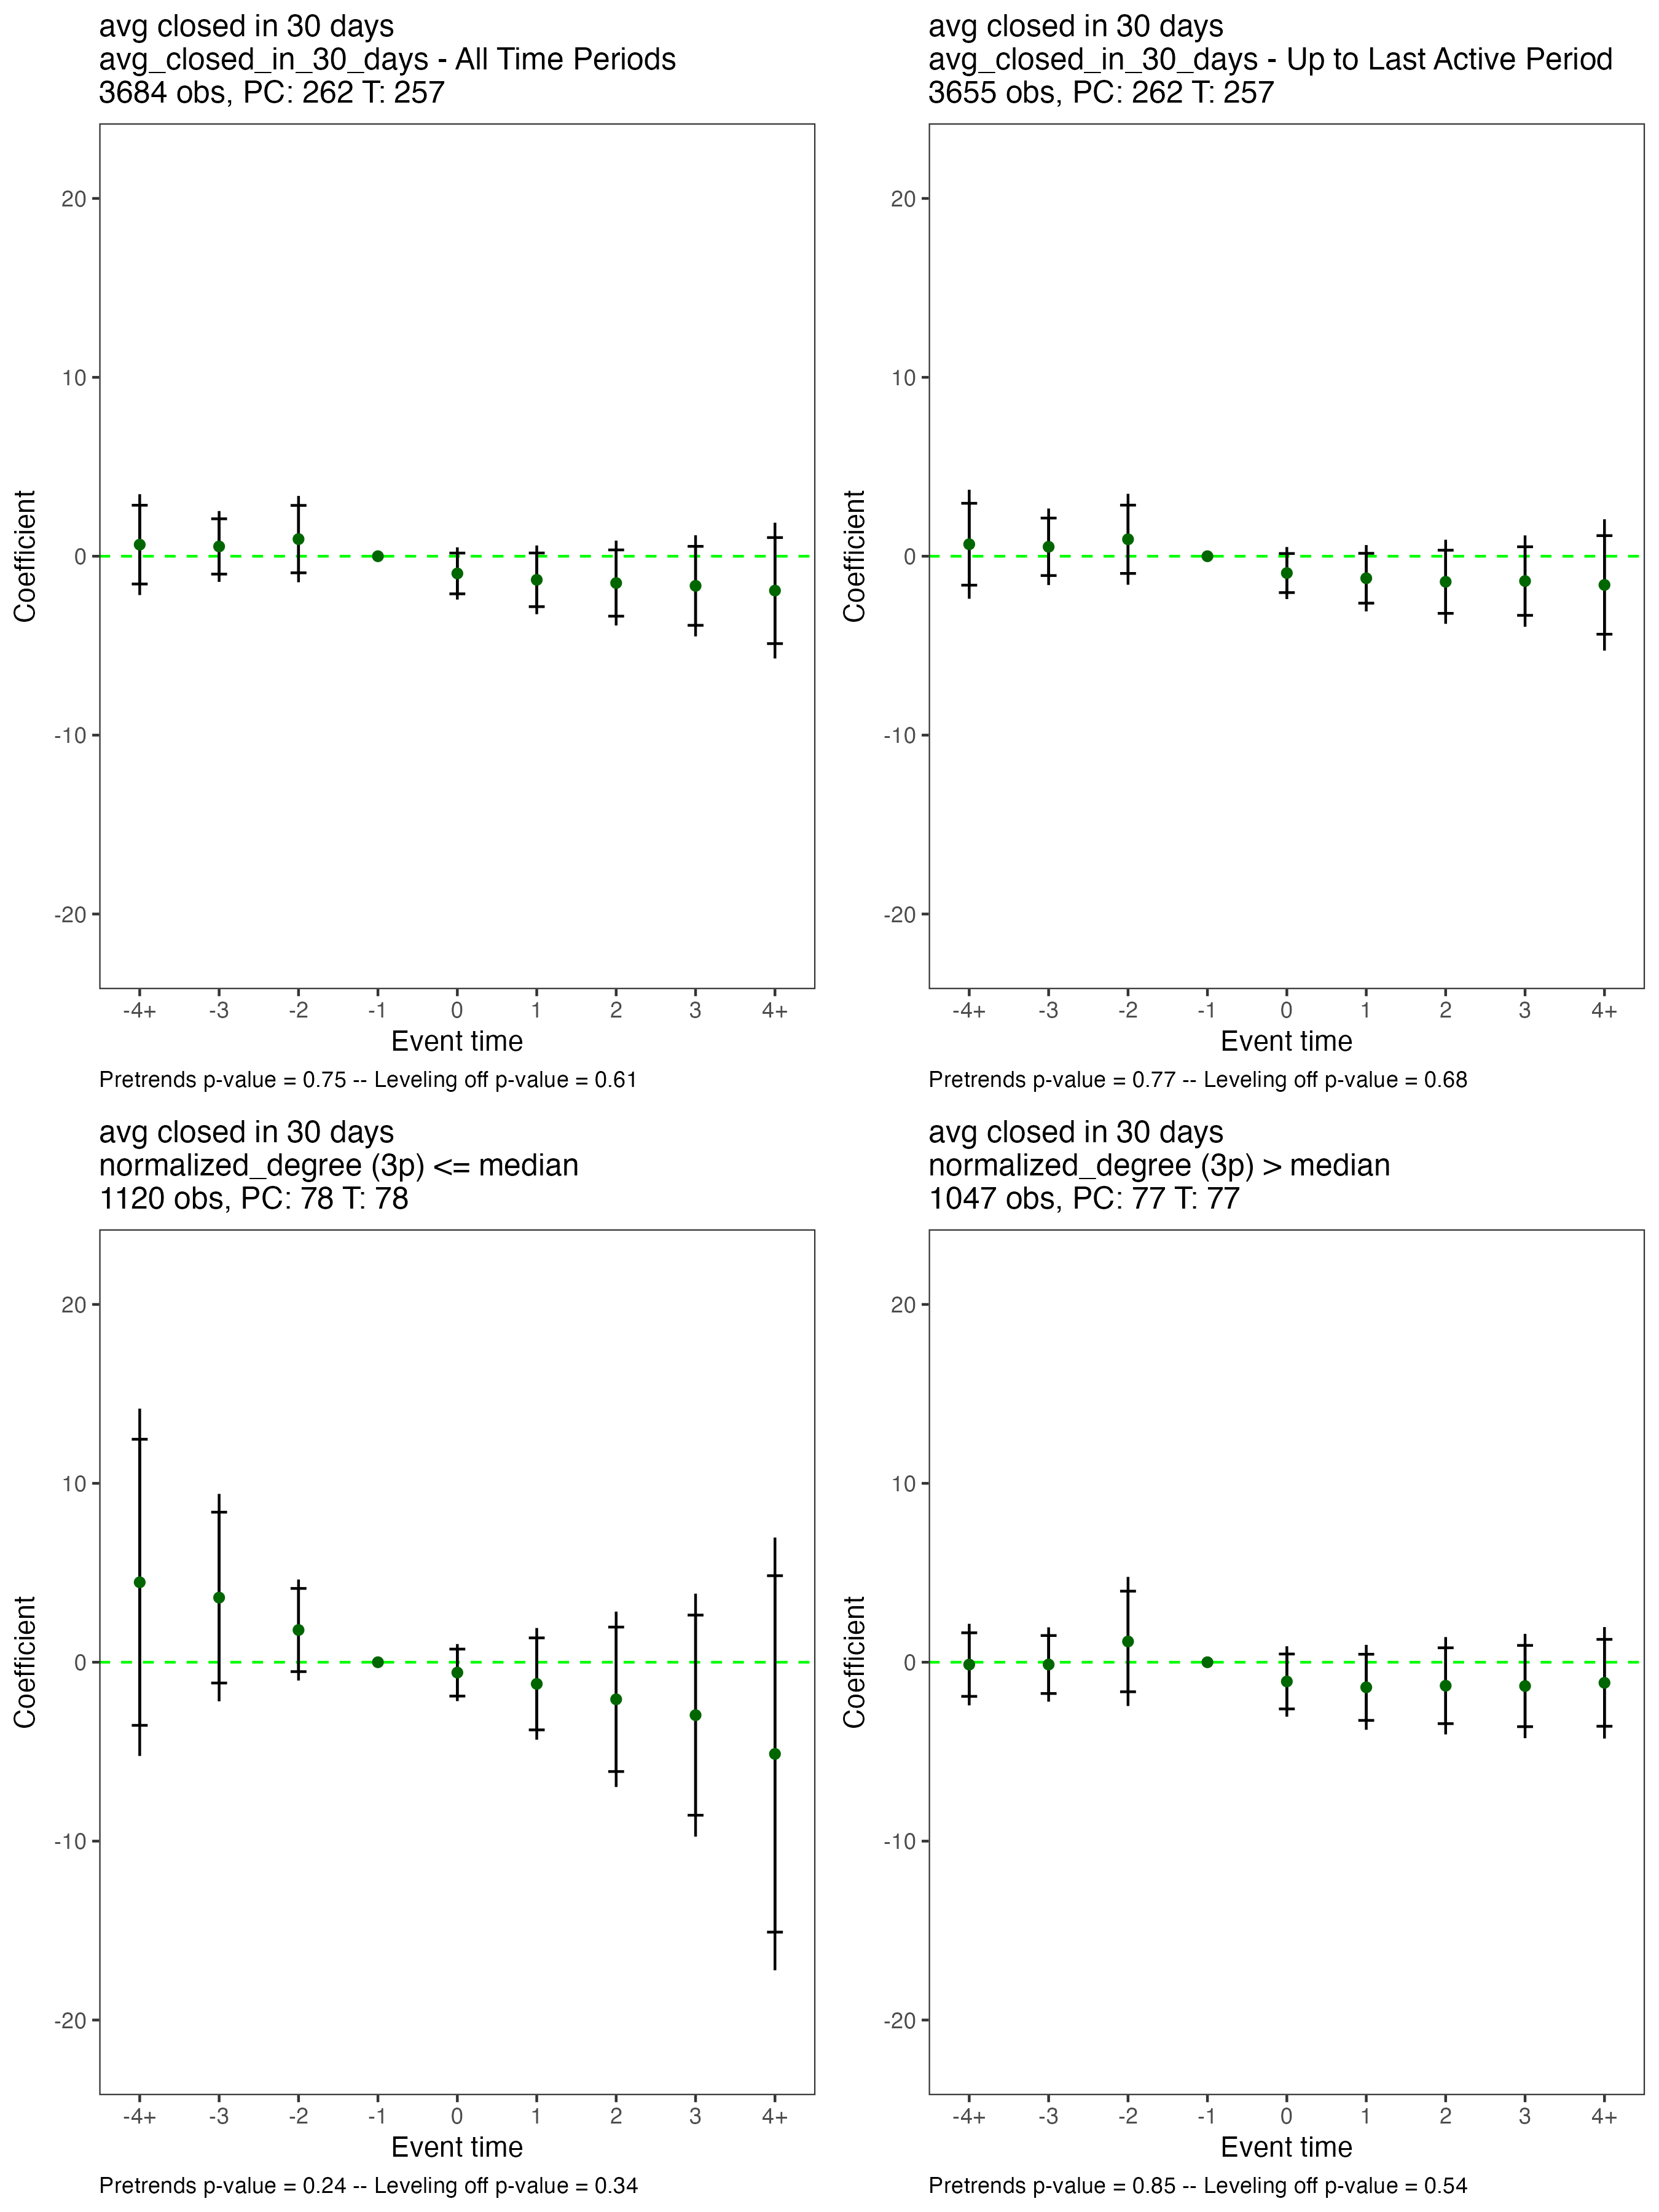 avg closed in 30 days
avg_closed_in_30_days - All Time Periods
3684 obs, PC: 262 T: 257
20
10
0
-10
-20
Coefficient
-4+ -3 -2 -1 0 1 2 3 4+
Event time
Pretrends p-value = 0.75 -- Leveling off p-value = 0.61
avg closed in 30 days
avg_closed_in_30_days - Up to Last Active Period
3655 obs, PC: 262 T: 257
20
10
0
-10
-20
Coefficient
-4+ -3 -2 -1 0 1 2 3 4+
Event time
Pretrends p-value = 0.77 -- Leveling off p-value = 0.68
avg closed in 30 days
normalized_degree (3p) <= median
1120 obs, PC: 78 T: 78
20
10
0
-10
-20
Coefficient
-4+ -3 -2 -1 0 1 2 3 4+
Event time
Pretrends p-value = 0.24 -- Leveling off p-value = 0.34
avg closed in 30 days
normalized_degree (3p) > median
1047 obs, PC: 77 T: 77
20
10
0
-10
-20
Coefficient
-4+ -3 -2 -1 0 1 2 3 4+
Event time
Pretrends p-value = 0.85 -- Leveling off p-value = 0.54